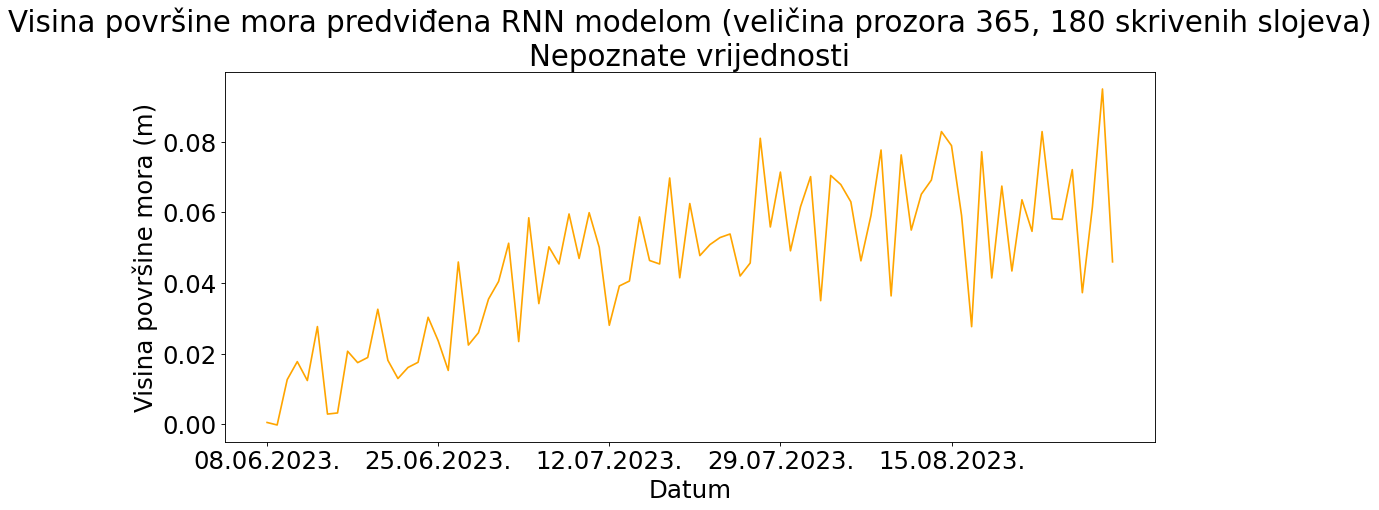 Visina površine mora predviđena RNN modelom (veličina prozora 365, 180 skrivenih slojeva)
Nepoznate vrijednosti
Visina površine mora (m)
0.08
0.06
0.04
0.02
0.00
08.06.2023. 25.06.2023. 12.07.2023. 29.07.2023. 15.08.2023.
Datum